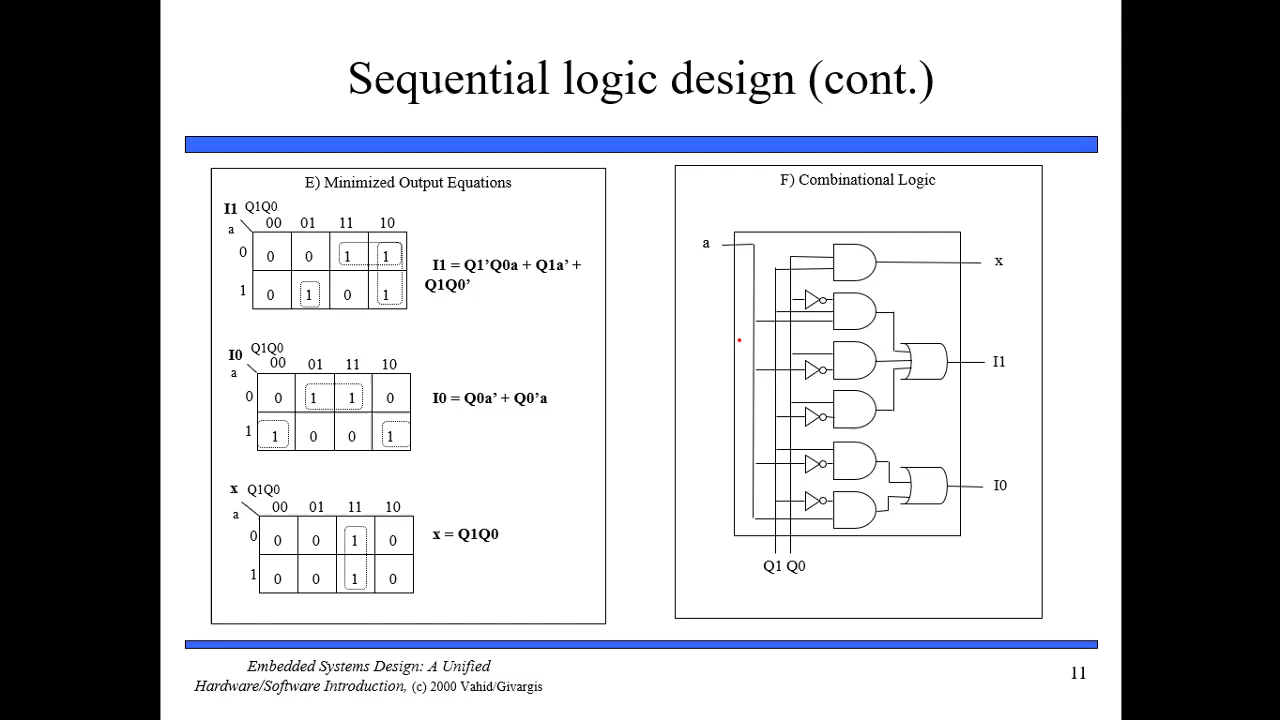 Sequential logic design (cont.)
E) Minimized Output Equations
I1 Q1Q0
a
00 01 11 10
0 0 0 1 1
1 0 1 0 1
I1 = Q1’Q0a + Q1a’ +
Q1Q0’
I0 Q1Q0
a
00 01 11 10
0 0 1 1 0
1 1 0 0 1
I0 = Q0a’ + Q0’a
x Q1Q0
a
00 01 11 10
0 0 0 1 0
1 0 0 1 0
x = Q1Q0
F) Combinational Logic
a
x
I1
I0
Q1 Q0
Embedded Systems Design: A Unified
Hardware/Software Introduction, (c) 2000 Vahid/Givargis
11